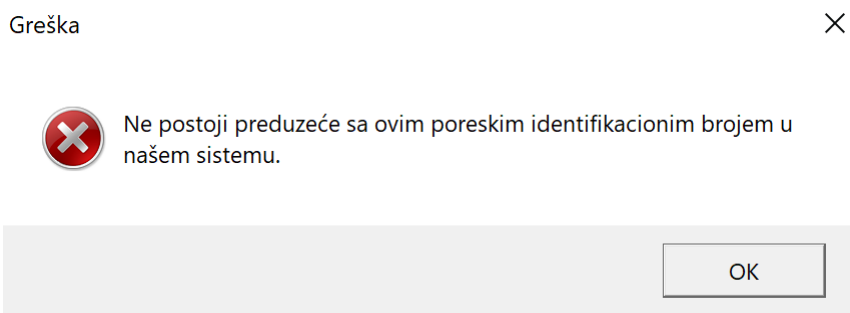 Greška
Ne postoji preduzeće sa ovim poreskim identifikacionim brojem u
našem sistemu.
OK